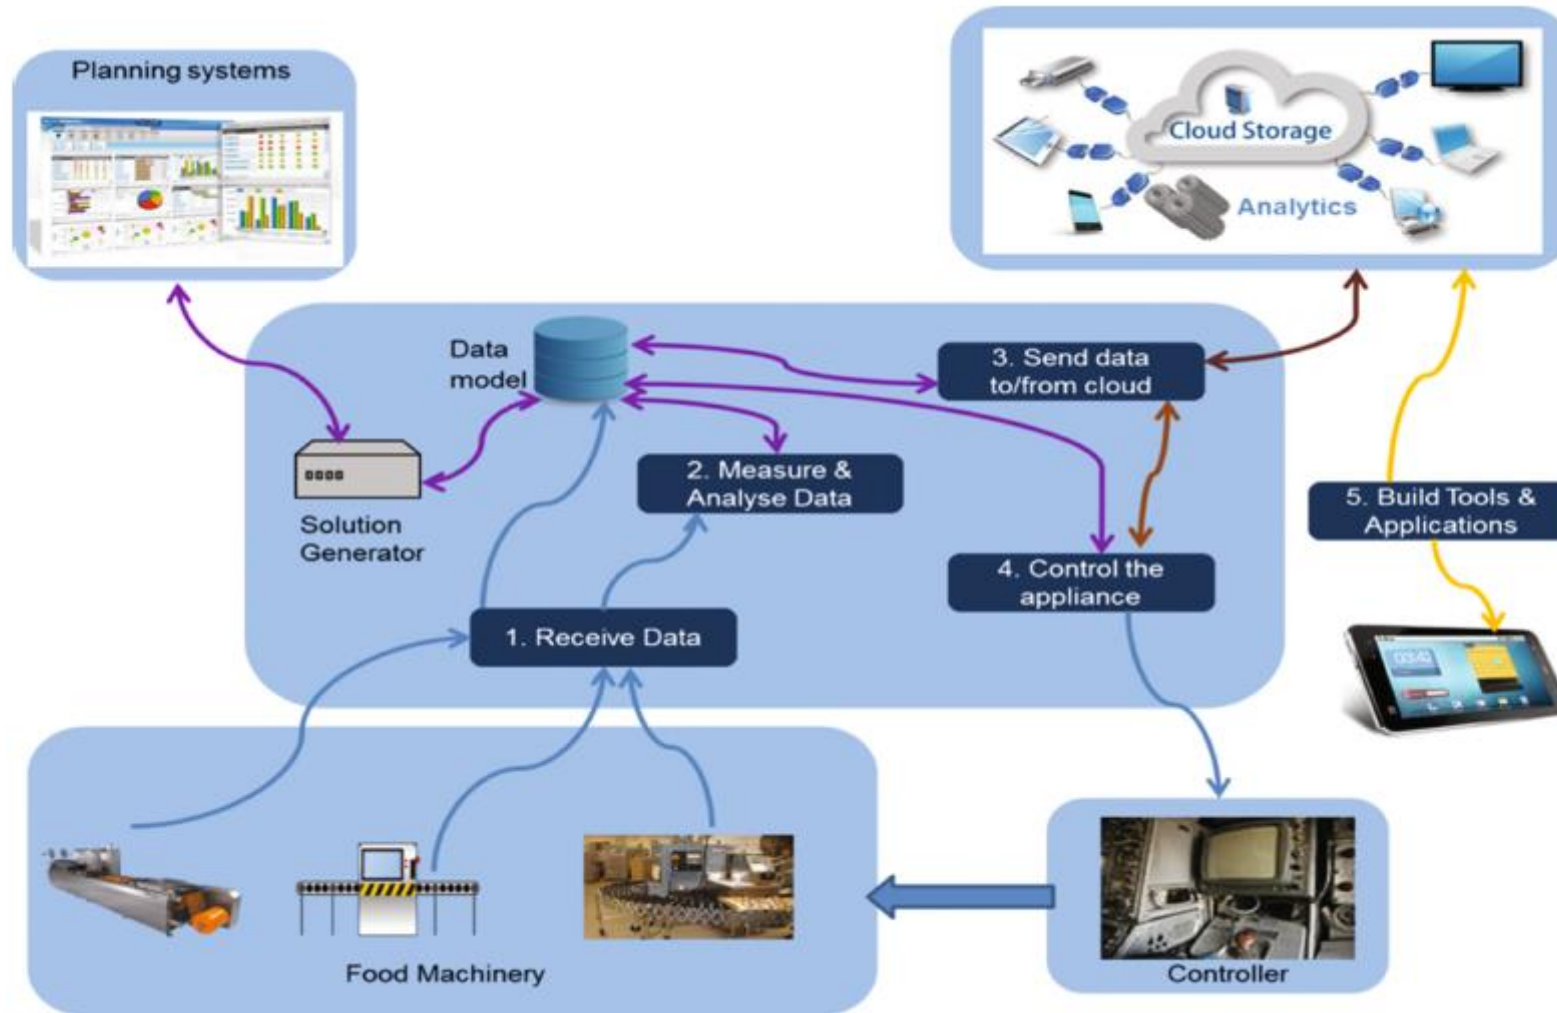 Planning systems
Cloud Storage
Analytics
Data
model
3. Send data
to/from cloud
2. Measure &
Analyse Data
Solution
Generator
5. Build Tools &
Applications
4. Control the
appliance
1. Receive Data
Food Machinery
Controller